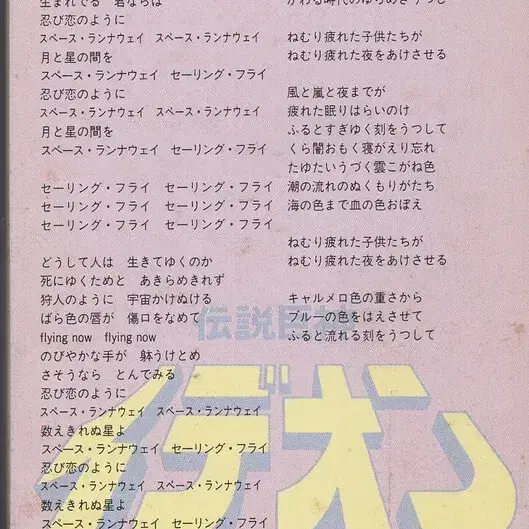 生まれでる　君ならば
忍び恋のように
スペース・ランナウェイ　スペース・ランナウェイ
月と星の間を
スペース・ランナウェイ　セーリング・フライ
忍び恋のように
スペース・ランナウェイ　スペース・ランナウェイ
月と星の間を
スペース・ランナウェイ　セーリング・フライ
セーリング・フライ　セーリング・フライ
セーリング・フライ　セーリング・フライ
セーリング・フライ　セーリング・フライ
どうして人は　生きてゆくのか
死にゆくためと　あきらめきれず
狩人のように　宇宙かけぬける
ばら色の唇が　傷口をなめて
flying now　flying now
のびやかな手が　躰うけとめ
さそうなら　とんでみる
忍び恋のように
スペース・ランナウェイ　スペース・ランナウェイ
数えきれぬ星よ
スペース・ランナウェイ　セーリング・フライ
忍び恋のように
スペース・ランナウェイ　スペース・ランナウェイ
数えきれぬ星よ
スペース・ランナウェイ　セーリング・フライ
かわる時代のゆらめきうつし
ねむり疲れた子供たちが
ねむり疲れた夜をあけさせる
風と嵐と夜までが
疲れた眠りはらいのけ
ふるとすぎゆく刻をうつして
くら闇おもく寝がえり忘れ
たゆたいうづく雲こがね色
潮の流れのぬくもりがたち
海の色まで血の色おぼえ
ねむり疲れた子供たちが
ねむり疲れた夜をあけさせる
キャルメロ色の重さから
ブルーの色をはえさせて
ふると流れる刻をうつして
伝説巨神
イデオン